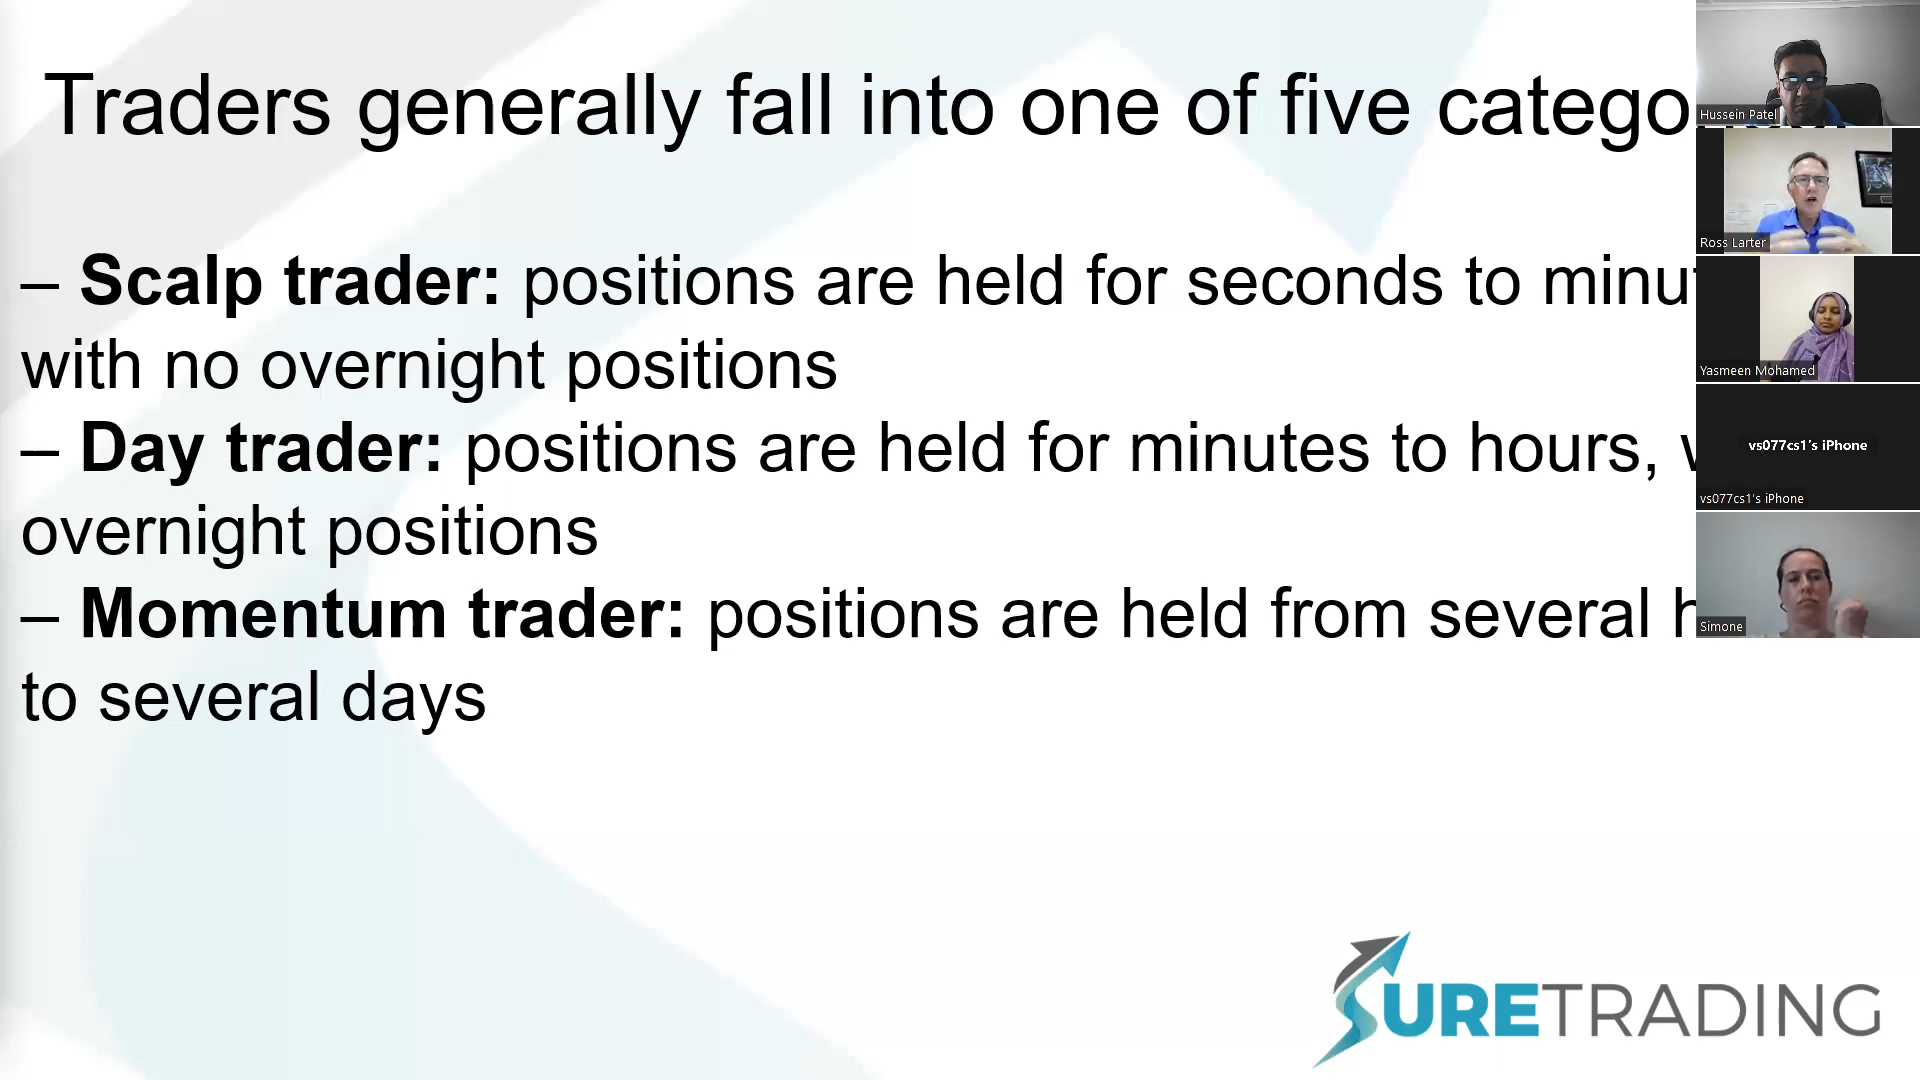 Traders generally fall into one of five catego
– Scalp trader: positions are held for seconds to minut
with no overnight positions
– Day trader: positions are held for minutes to hours,
overnight positions
– Momentum trader: positions are held from several
to several days
SURETRADING
Hussein Patel
Ross Larter
Yasmeen Mohamed
vs077cs1's iPhone
vs077cs1's iPhone
Simone